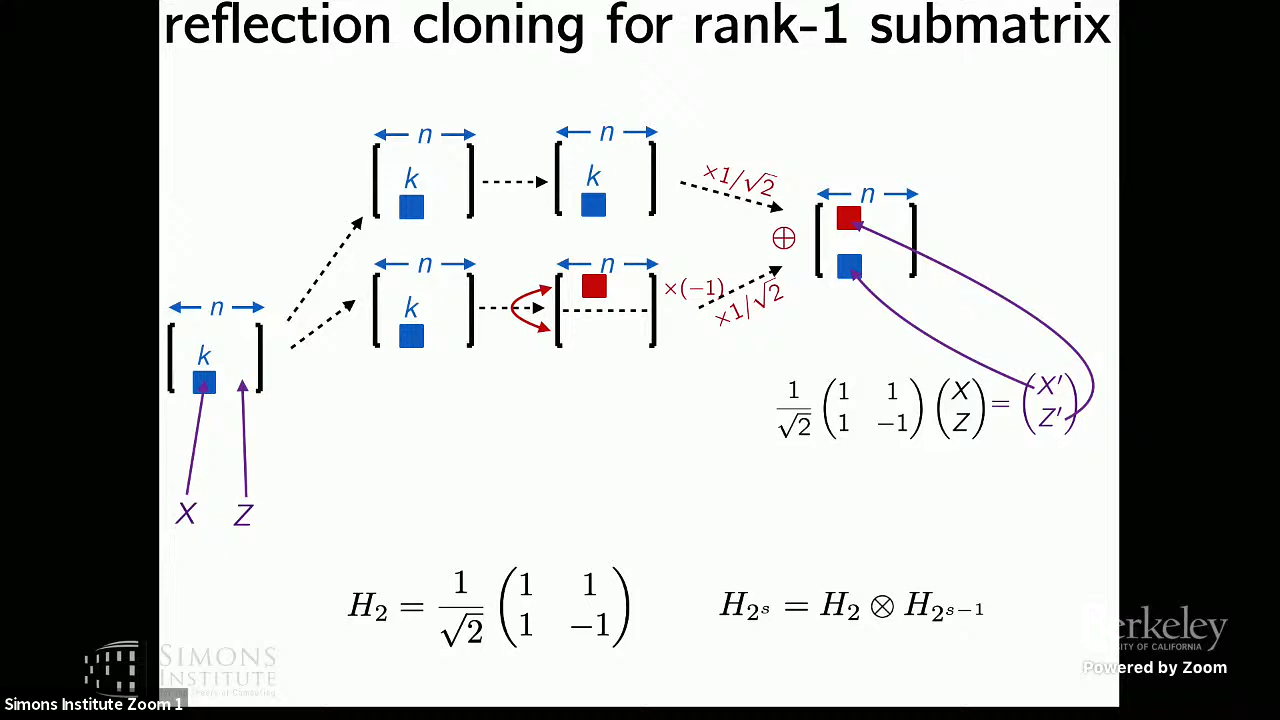 reflection cloning for rank-1 submatrix
n
k
n
k
×1/√2
n
⊕
n
k
n
×(−1)
×1/√2
n
k
1/√2 (1 1; 1 −1) (X; Z) = (X′; Z′)
X Z
H₂ = 1/√2 (1 1; 1 −1)
H_{2^s} = H₂ ⊗ H_{2^{s−1}}
SIMONS
INSTITUTE
Berkeley
OF CALIFORNIA
Powered by Zoom
Simons Institute Zoom 1